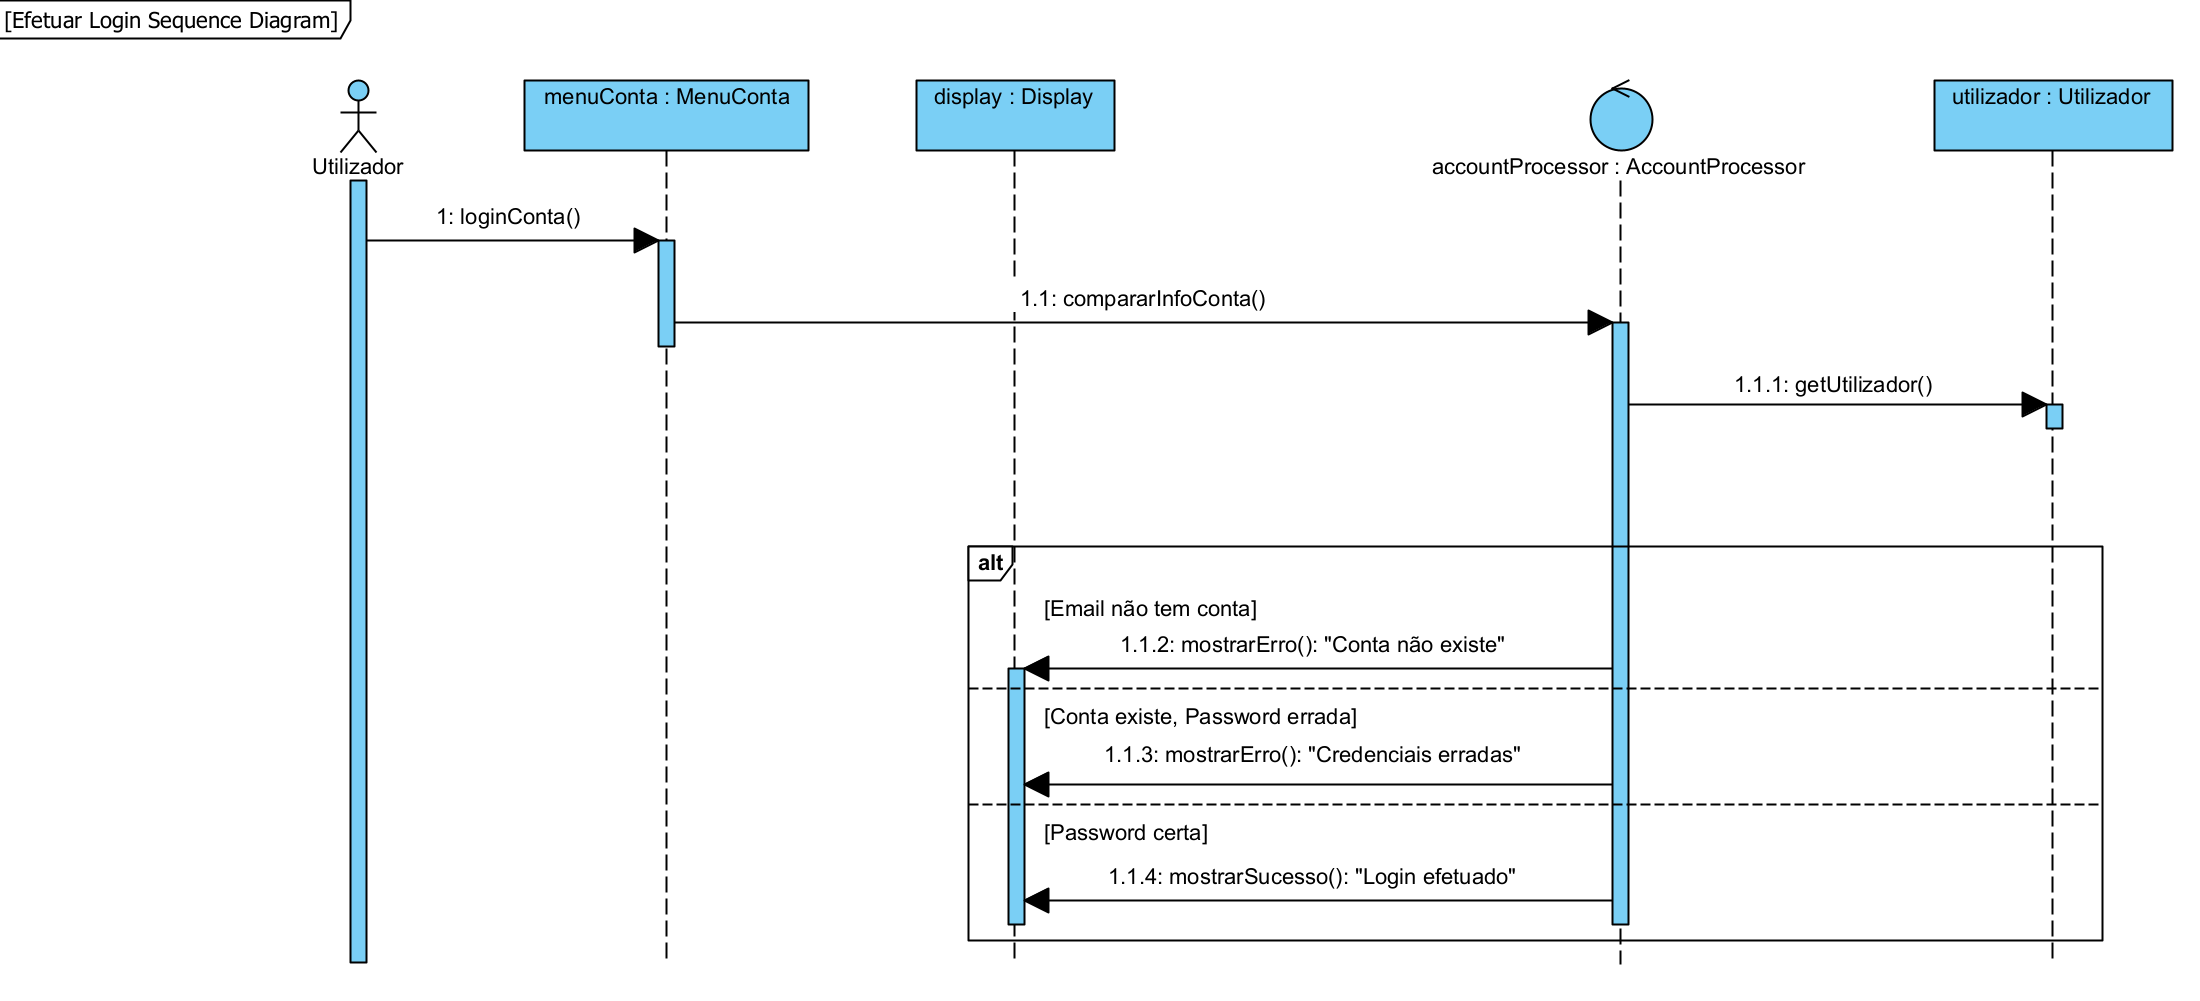 [Efetuar Login Sequence Diagram]
menuConta : MenuConta
display : Display
utilizador : Utilizador
Utilizador
accountProcessor : AccountProcessor
1: loginConta()
1.1: compararInfoConta()
1.1.1: getUtilizador()
alt
[Email não tem conta]
1.1.2: mostrarErro(): "Conta não existe"
[Conta existe, Password errada]
1.1.3: mostrarErro(): "Credenciais erradas"
[Password certa]
1.1.4: mostrarSucesso(): "Login efetuado"